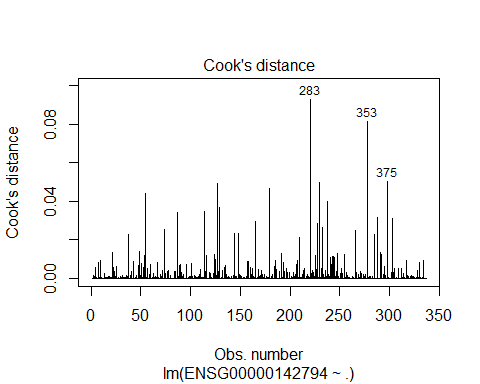 Cook's distance
Cook's distance
0.00
0.04
0.08
283
353
375
0 50 100 150 200 250 300 350
Obs. number
lm(ENSG00000142794 ~ .)